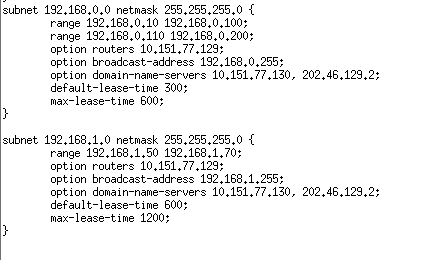 subnet 192.168.0.0 netmask 255.255.255.0 {
range 192.168.0.10 192.168.0.100;
range 192.168.0.110 192.168.0.200;
option routers 10.151.77.129;
option broadcast-address 192.168.0.255;
option domain-name-servers 10.151.77.130, 202.46.129.2;
default-lease-time 300;
max-lease-time 600;
}
subnet 192.168.1.0 netmask 255.255.255.0 {
range 192.168.1.50 192.168.1.70;
option routers 10.151.77.129;
option broadcast-address 192.168.1.255;
option domain-name-servers 10.151.77.130, 202.46.129.2;
default-lease-time 600;
max-lease-time 1200;
}